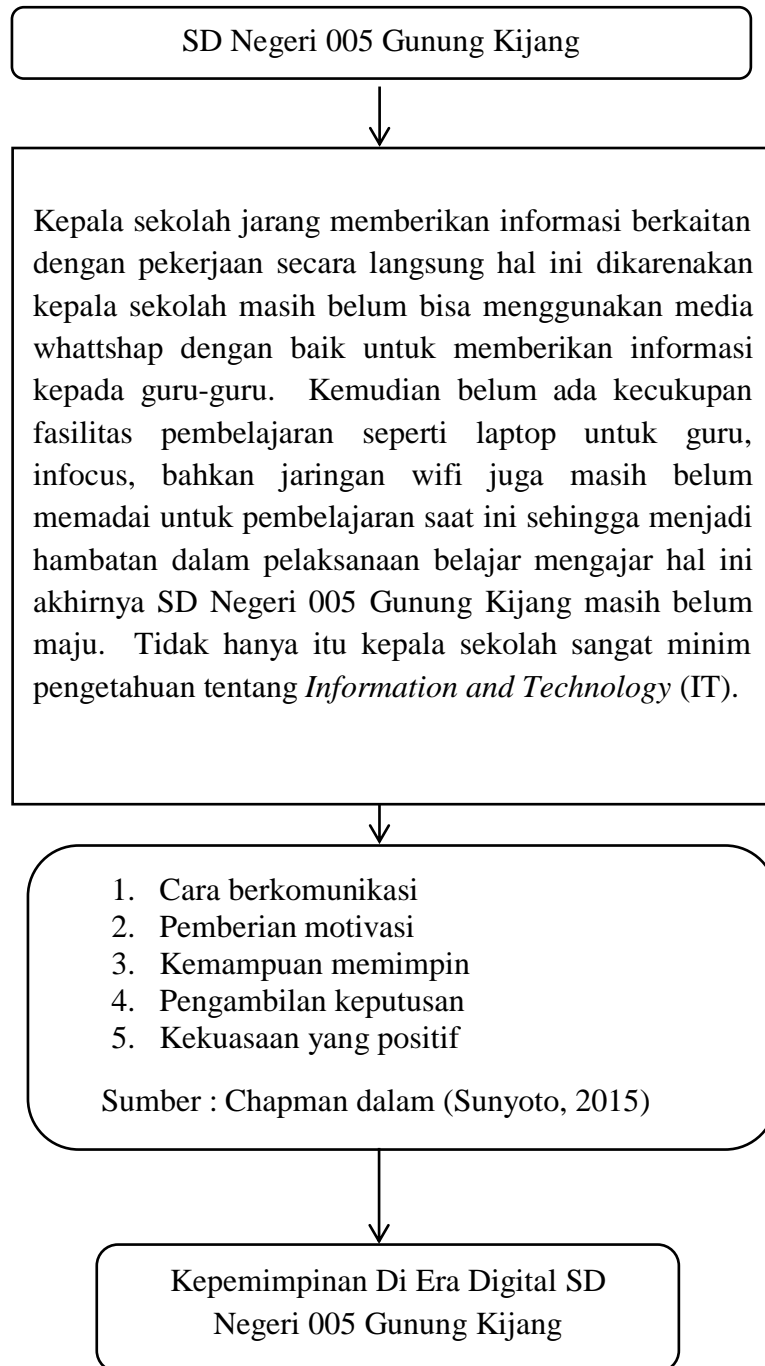 SD Negeri 005 Gunung Kijang
Kepala sekolah jarang memberikan informasi berkaitan
dengan pekerjaan secara langsung hal ini dikarenakan
kepala sekolah masih belum bisa menggunakan media
whattshap dengan baik untuk memberikan informasi
kepada guru-guru. Kemudian belum ada kecukupan
fasilitas pembelajaran seperti laptop untuk guru,
infocus, bahkan jaringan wifi juga masih belum
memadai untuk pembelajaran saat ini sehingga menjadi
hambatan dalam pelaksanaan belajar mengajar hal ini
akhirnya SD Negeri 005 Gunung Kijang masih belum
maju. Tidak hanya itu kepala sekolah sangat minim
pengetahuan tentang Information and Technology (IT).
1. Cara berkomunikasi
2. Pemberian motivasi
3. Kemampuan memimpin
4. Pengambilan keputusan
5. Kekuasaan yang positif
Sumber : Chapman dalam (Sunyoto, 2015)
Kepemimpinan Di Era Digital SD
Negeri 005 Gunung Kijang